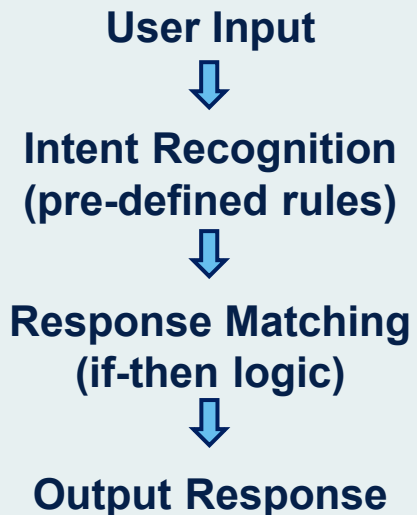 User Input
Intent Recognition
(pre-defined rules)
Response Matching
(if-then logic)
Output Response